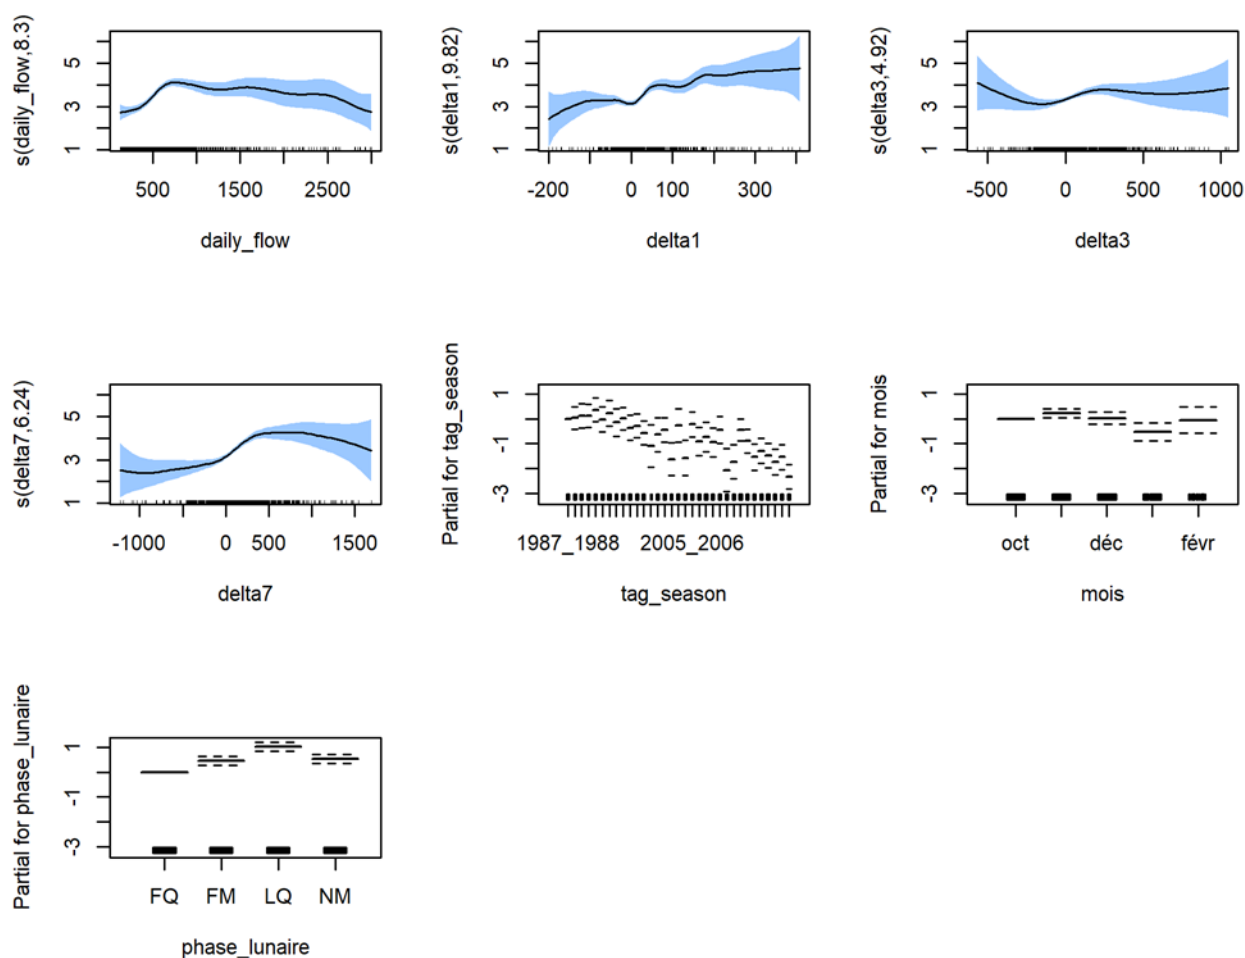 s(daily_flow,8.3)
1 3 5
500 1500 2500
daily_flow
s(delta1,9.82)
1 3 5
-200 0 100 300
delta1
s(delta3,4.92)
1 3 5
-500 0 500 1000
delta3
s(delta7,6.24)
1 3 5
-1000 0 500 1500
delta7
Partial for tag_season
-3 -1 1
1987_1988 2005_2006
tag_season
Partial for mois
-3 -1 1
oct déc févr
mois
Partial for phase_lunaire
-3 -1 1
FQ FM LQ NM
phase_lunaire